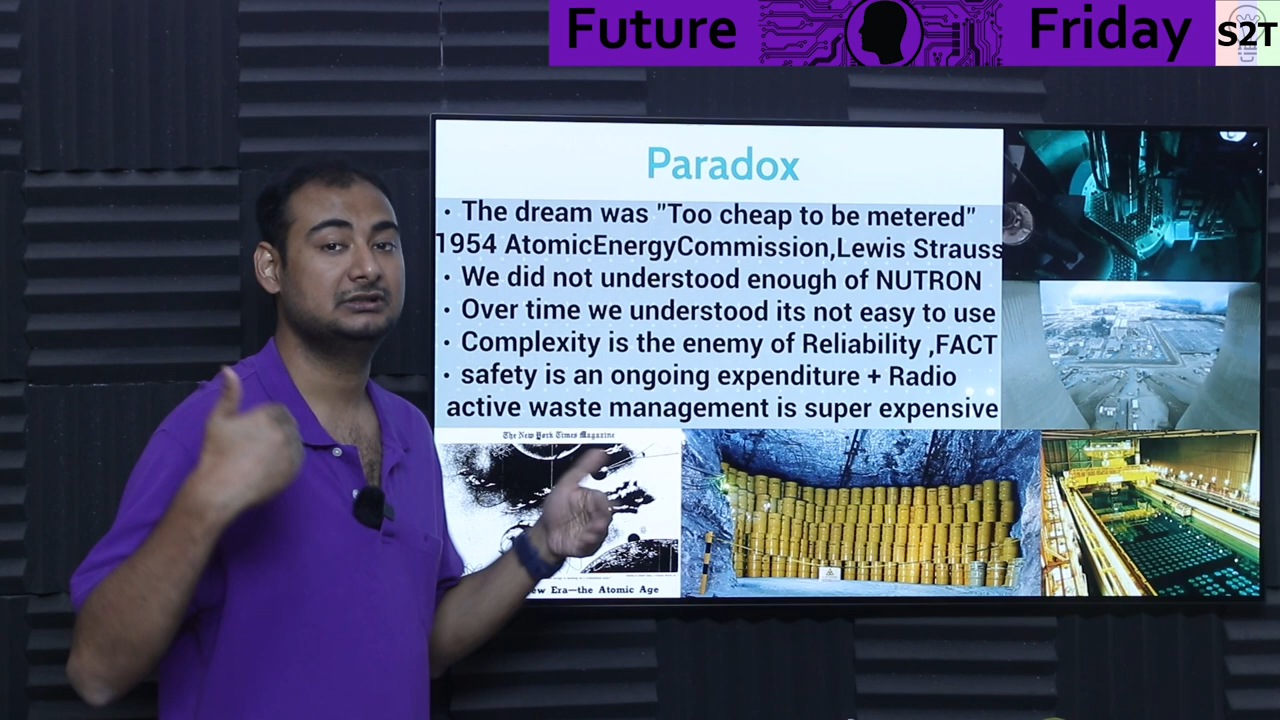 Future Friday S2T
Paradox
• The dream was "Too cheap to be metered"
1954 AtomicEnergyCommission,Lewis Strauss
• We did not understood enough of NUTRON
• Over time we understood its not easy to use
• Complexity is the enemy of Reliability ,FACT
• safety is an ongoing expenditure + Radio
active waste management is super expensive
The New York Times Magazine
Era—the Atomic Age